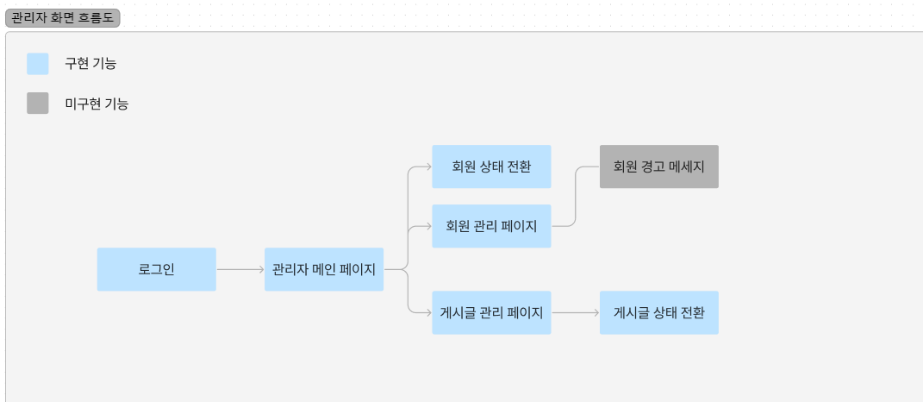 관리자 화면 흐름도
구현 기능
미구현 기능
회원 상태 전환
회원 경고 메세지
회원 관리 페이지
로그인
관리자 메인 페이지
게시글 관리 페이지
게시글 상태 전환